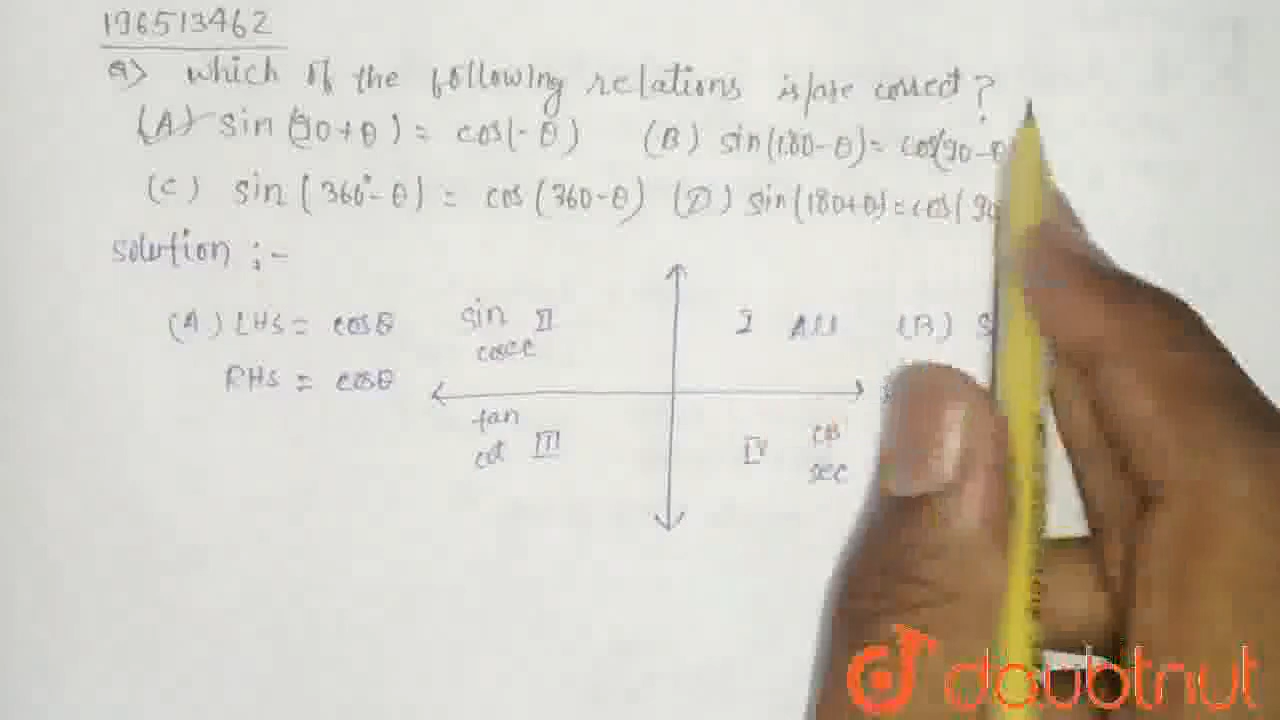 196513462
Q) Which of the following relations is/are correct?
(A) sin(90+θ) = cos(-θ) (B) sin(180-θ) = cos(90-θ
(C) sin(360°-θ) = cos(360-θ) (D) sin(180+θ) = cos(90
Solution :-
(A) LHS = cosθ sin II I All (B) S
cosec
RHS = cosθ
tan cos
cot III IV
sec
doubtnut